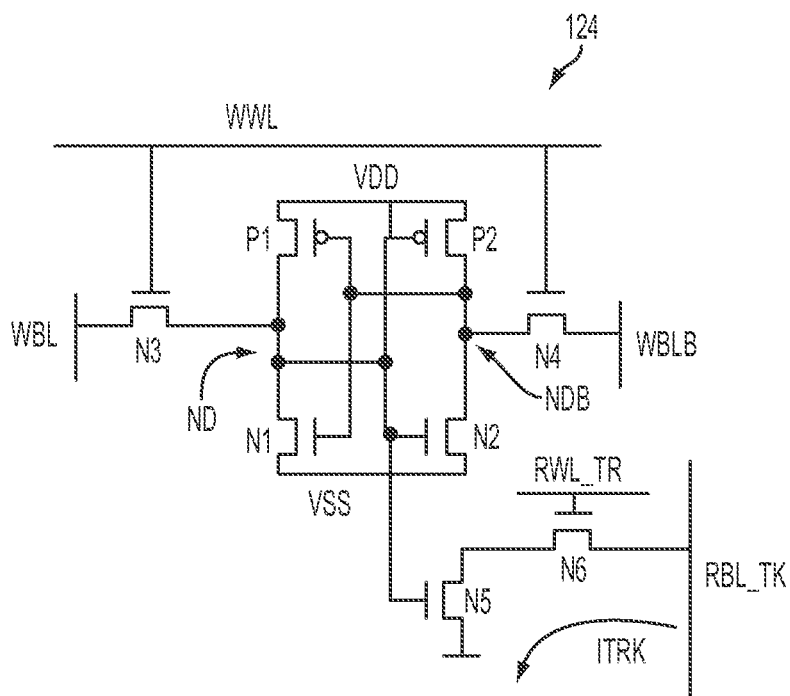 124
WWL
VDD
P1
P2
WBL
N3
N4
WBLB
ND
NDB
N1
N2
VSS
RWL_TR
N6
RBL_TK
N5
ITRK